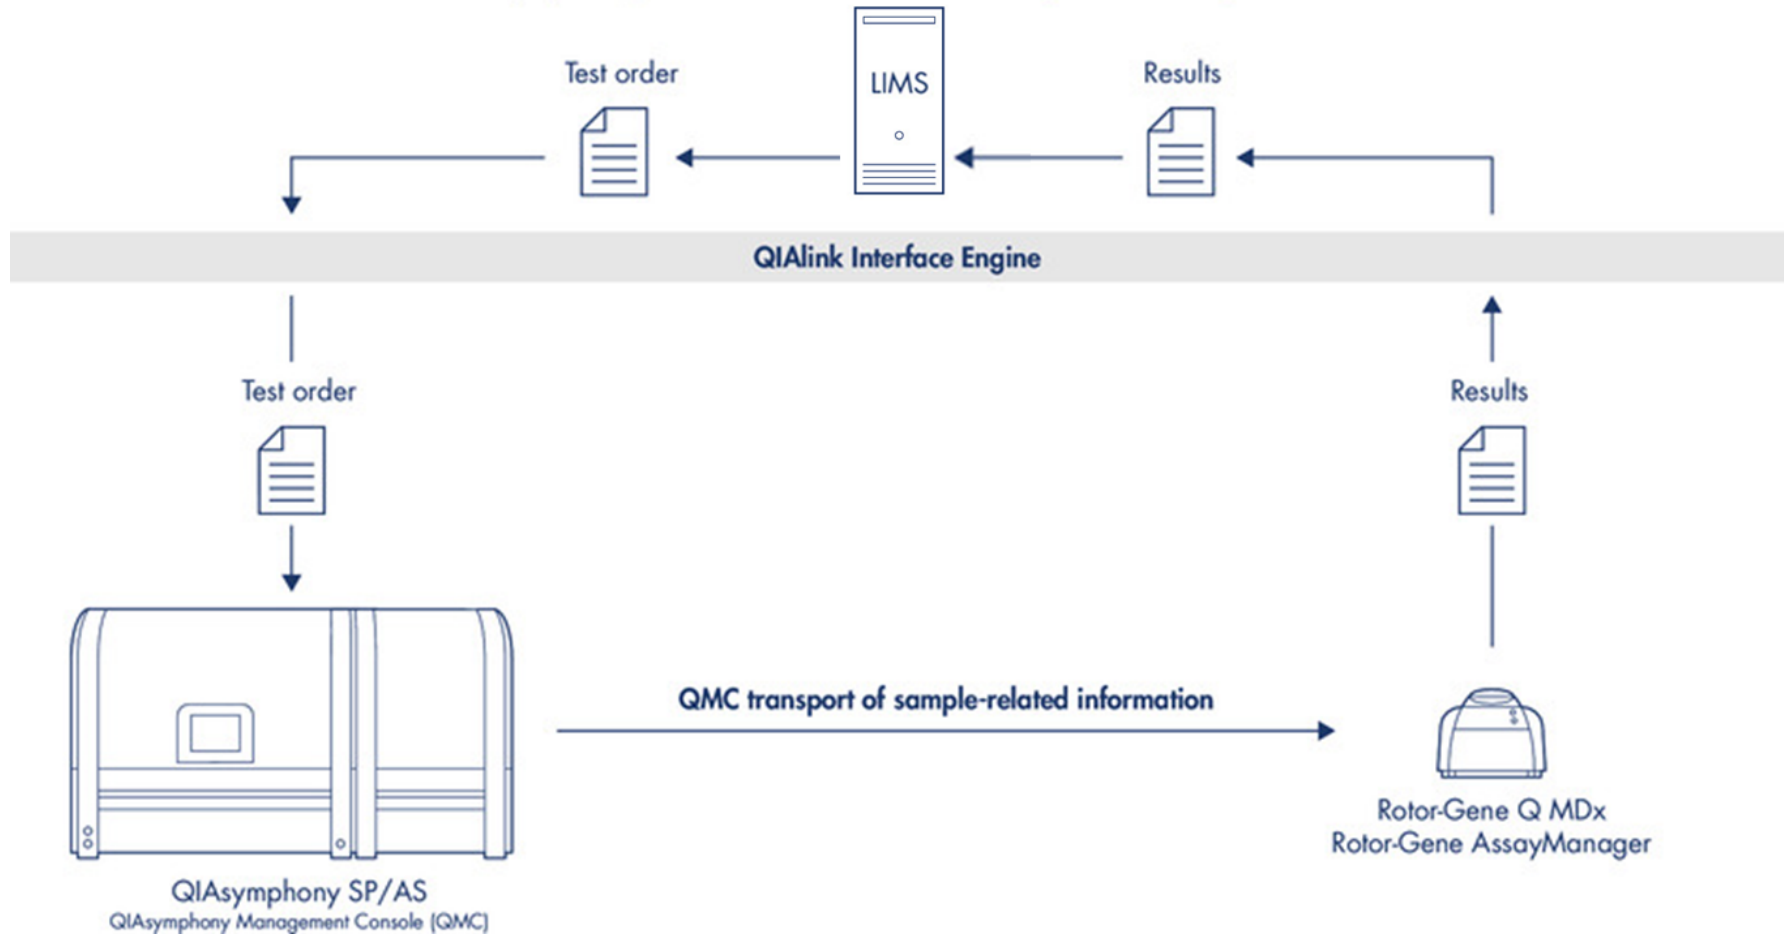 LIMS
Test order
Results
QIAlink Interface Engine
Test order
Results
QMC transport of sample-related information
Rotor-Gene Q MDx
Rotor-Gene AssayManager
QIAsymphony SP/AS
QIAsymphony Management Console (QMC)